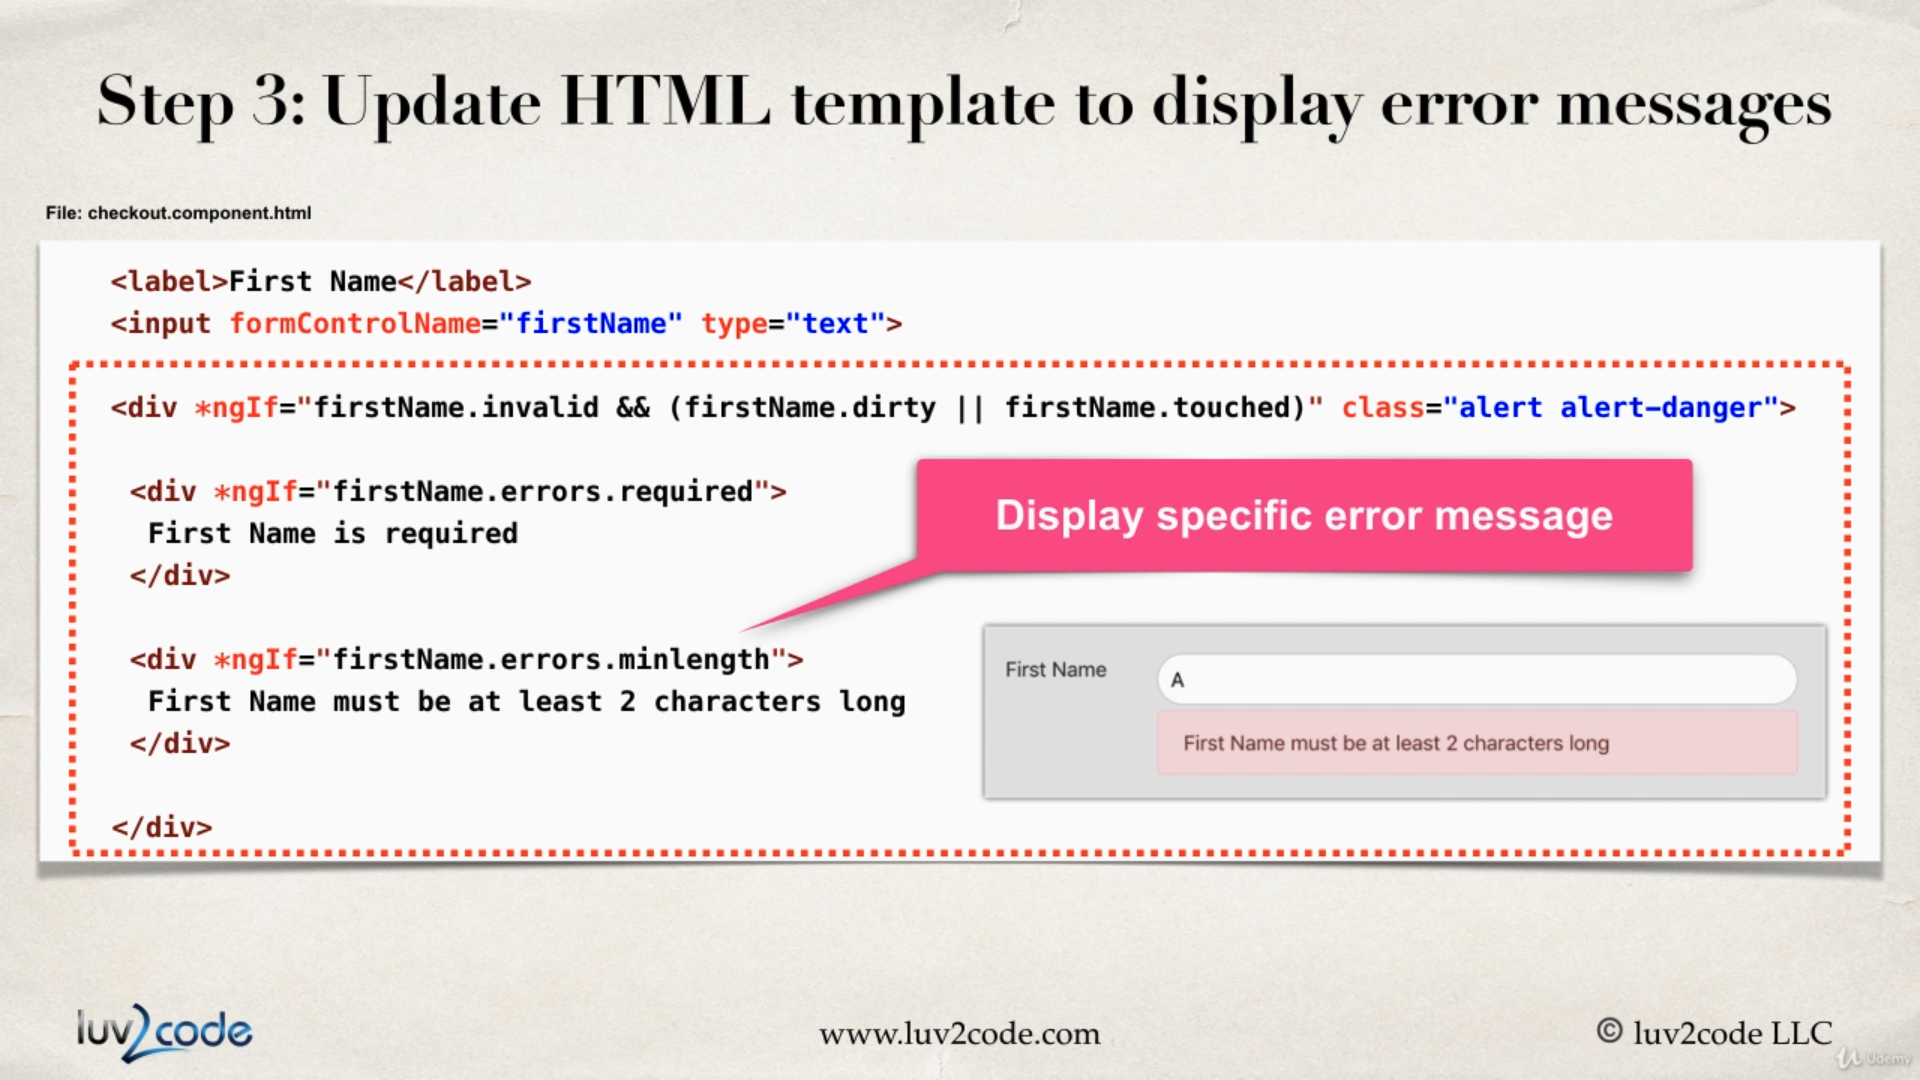 Step 3: Update HTML template to display error messages
File: checkout.component.html
<label>First Name</label>
<input formControlName="firstName" type="text">
<div *ngIf="firstName.invalid && (firstName.dirty || firstName.touched)" class="alert alert-danger">
<div *ngIf="firstName.errors.required">
First Name is required
</div>
Display specific error message
<div *ngIf="firstName.errors.minlength">
First Name must be at least 2 characters long
</div>
</div>
First Name
A
First Name must be at least 2 characters long
luv2code
www.luv2code.com
© luv2code LLC
Udemy